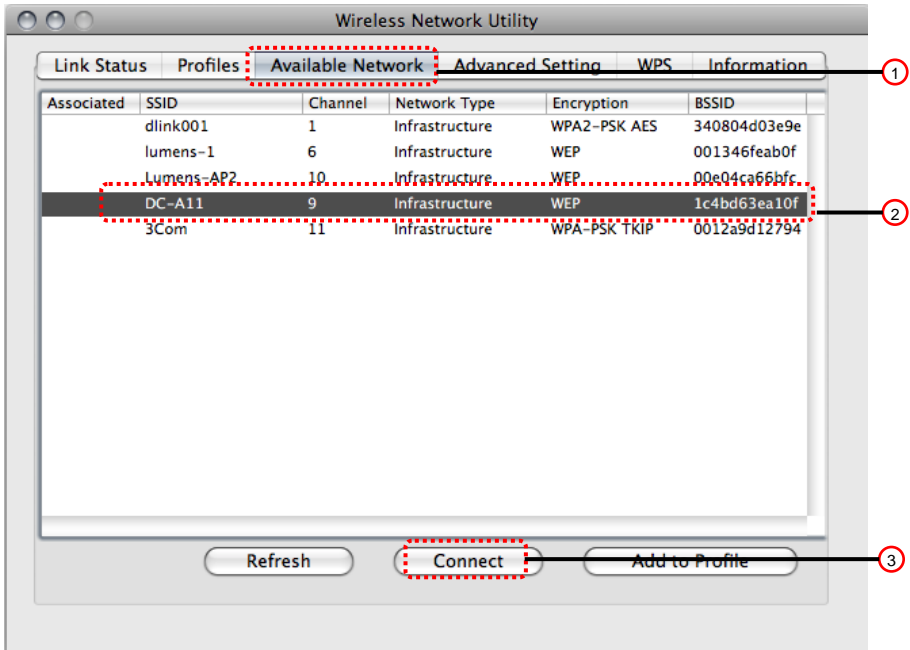 Wireless Network Utility
Link Status Profiles Available Network Advanced Setting WPS Information
1
Associated SSID Channel Network Type Encryption BSSID
dlink001 1 Infrastructure WPA2-PSK AES 340804d03e9e
lumens-1 6 Infrastructure WEP 001346feab0f
Lumens-AP2 10 Infrastructure WEP 00e04ca66bfc
DC-A11 9 Infrastructure WEP 1c4bd63ea10f
2
3Com 11 Infrastructure WPA-PSK TKIP 0012a9d12794
Refresh Connect Add to Profile
3